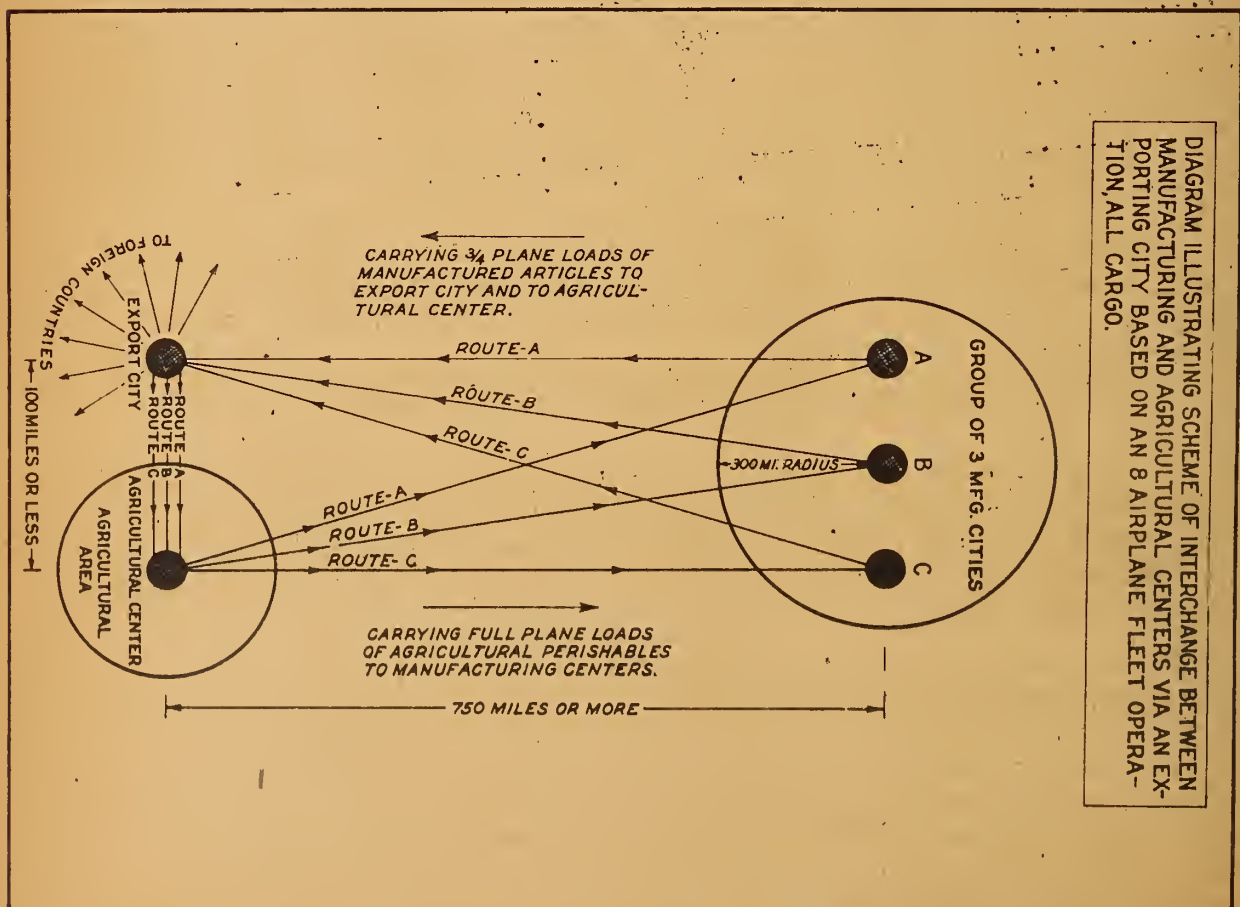 DIAGRAM ILLUSTRATING SCHEME OF INTERCHANGE BETWEEN
MANUFACTURING AND AGRICULTURAL CENTERS VIA AN EX-
PORTING CITY BASED ON AN 8 AIRPLANE FLEET OPERA-
TION, ALL CARGO.
GROUP OF 3 MFG. CITIES
A
B
C
300 MI. RADIUS
CARRYING 3/4 PLANE LOADS OF
MANUFACTURED ARTICLES TO
EXPORT CITY AND TO AGRICUL-
TURAL CENTER.
ROUTE-A
ROUTE-B
ROUTE-C
ROUTE-A
ROUTE-B
ROUTE-C
CARRYING FULL PLANE LOADS
OF AGRICULTURAL PERISHABLES
TO MANUFACTURING CENTERS.
750 MILES OR MORE
TO FOREIGN COUNTRIES
EXPORT CITY
ROUTE A
ROUTE B
ROUTE C
AGRICULTURAL CENTER
AGRICULTURAL
AREA
100 MILES OR LESS